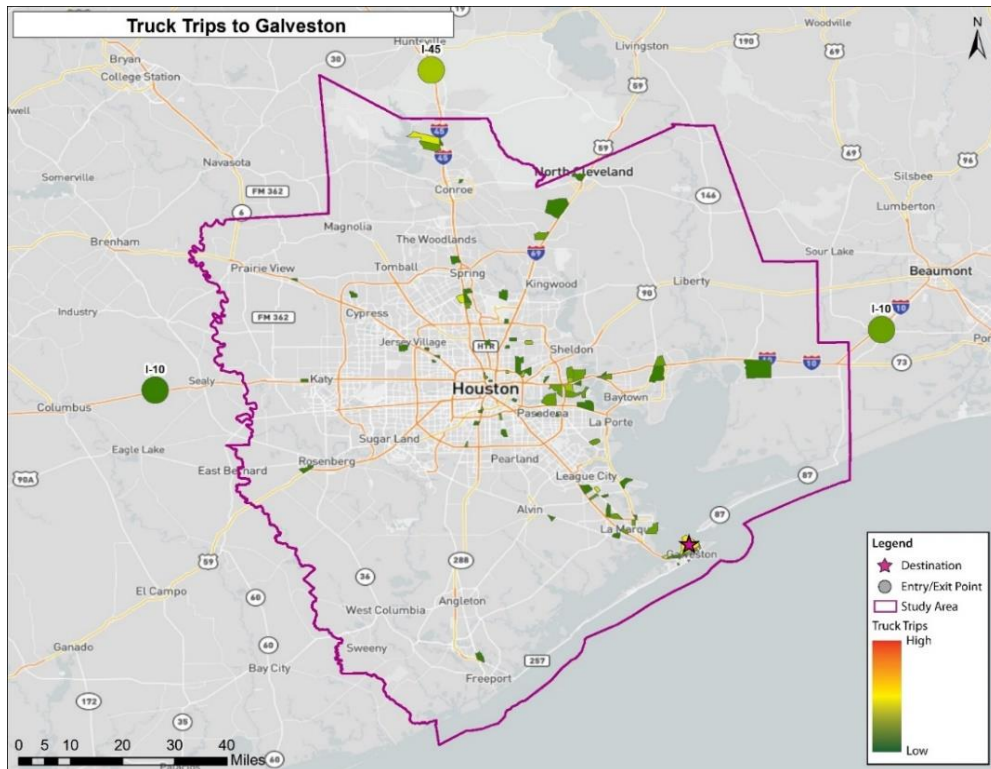 Truck Trips to Galveston
N
19
Huntsville
I-45
Woodville
Bryan
College Station
30
Livingston
190
69
59
45
45
59
69
96
Navasota
Somerville
FM 362
Conroe
North Cleveland
Silsbee
Lumberton
146
6
Magnolia
Brenham
The Woodlands
69
Sour Lake
Prairie View
Tomball
Spring
Kingwood
90
Liberty
Beaumont
Industry
FM 362
Cypress
I-10
10
Jersey Village
HTR
Sheldon
10
73
I-10
Sealy
Katy
Houston
Baytown
Columbus
Pasadena
La Porte
Sugar Land
Eagle Lake
Pearland
90A
East Bernard
Rosenberg
League City
87
Alvin
87
La Marque
Galveston
59
288
36
El Campo
60
Angleton
West Columbia
257
Ganado
60
Sweeny
Bay City
Freeport
172
35
60
0 5 10 20 30 40
Miles
Legend
Destination
Entry/Exit Point
Study Area
Truck Trips
High
Low